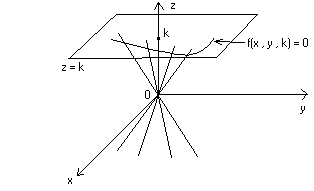 z
k
f(x , y , k) = 0
z = k
0
y
x